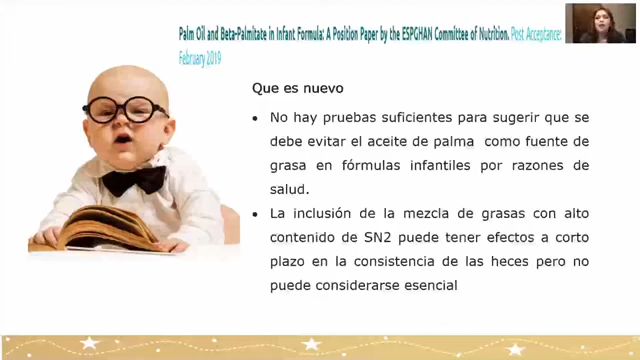 Palm Oil and Beta-Palmitate in Infant Formula: A Position Paper by the ESPGHAN Committee of Nutrition. Post Acceptance:
February 2019
Que es nuevo
• No hay pruebas suficientes para sugerir que se
debe evitar el aceite de palma como fuente de
grasa en fórmulas infantiles por razones de
salud.
• La inclusión de la mezcla de grasas con alto
contenido de SN2 puede tener efectos a corto
plazo en la consistencia de las heces pero no
puede considerarse esencial